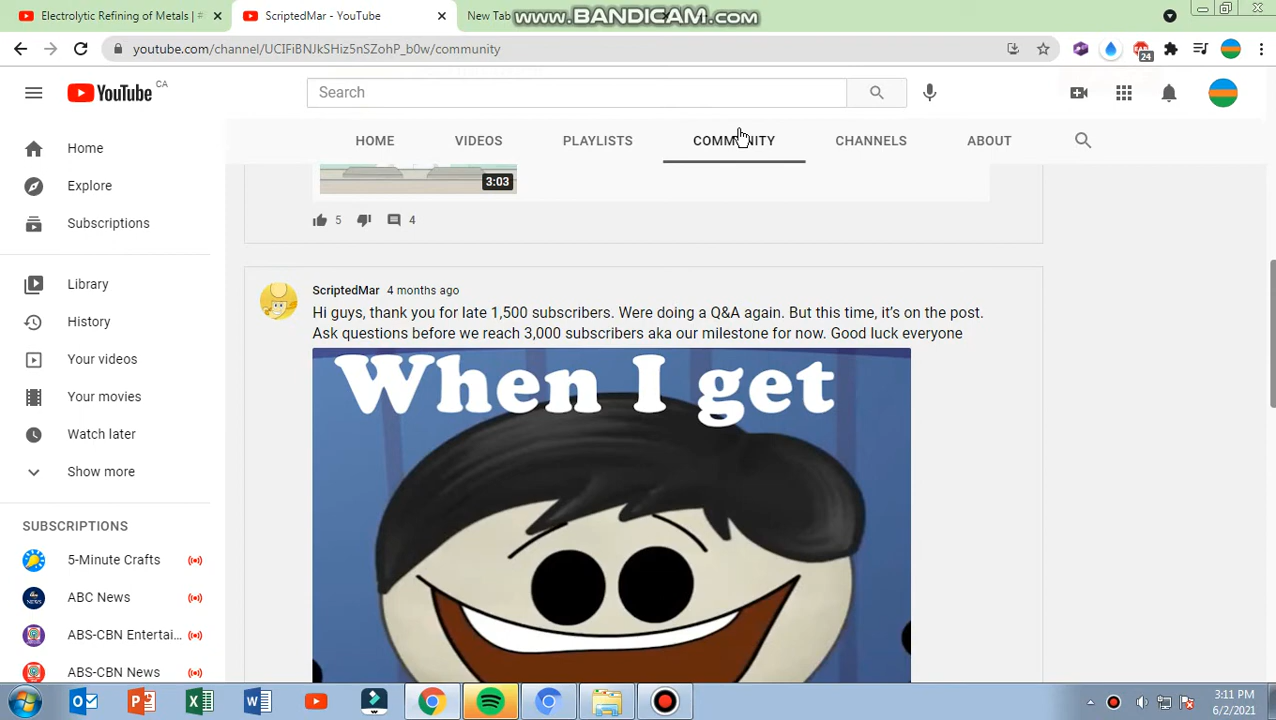 Electrolytic Refining of Metals | #
ScriptedMar - YouTube
New Tab
www.BANDICAM.com
youtube.com/channel/UCIFiBNJkSHiz5nSZohP_b0w/community
24
YouTube CA
Search
HOME
VIDEOS
PLAYLISTS
COMMUNITY
CHANNELS
ABOUT
Home
Explore
Subscriptions
Library
History
Your videos
Your movies
Watch later
Show more
SUBSCRIPTIONS
5-Minute Crafts
ABC News
ABS-CBN Entertai...
ABS-CBN News
3:03
5
4
ScriptedMar 4 months ago
Hi guys, thank you for late 1,500 subscribers. Were doing a Q&A again. But this time, it's on the post.
Ask questions before we reach 3,000 subscribers aka our milestone for now. Good luck everyone
When I get
3:11 PM
6/2/2021